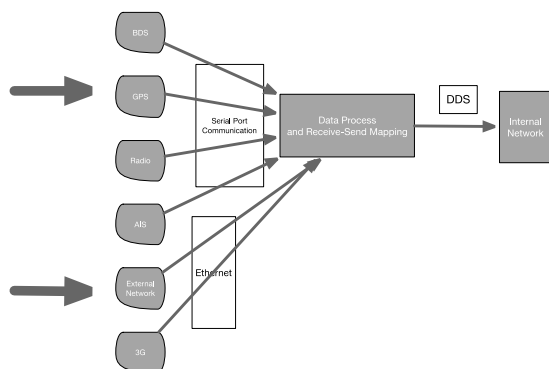 BDS
GPS
Radio
AIS
External
Network
3G
Serial Port
Communication
Ethernet
Data Process
and Receive-Send Mapping
DDS
Internal
Network